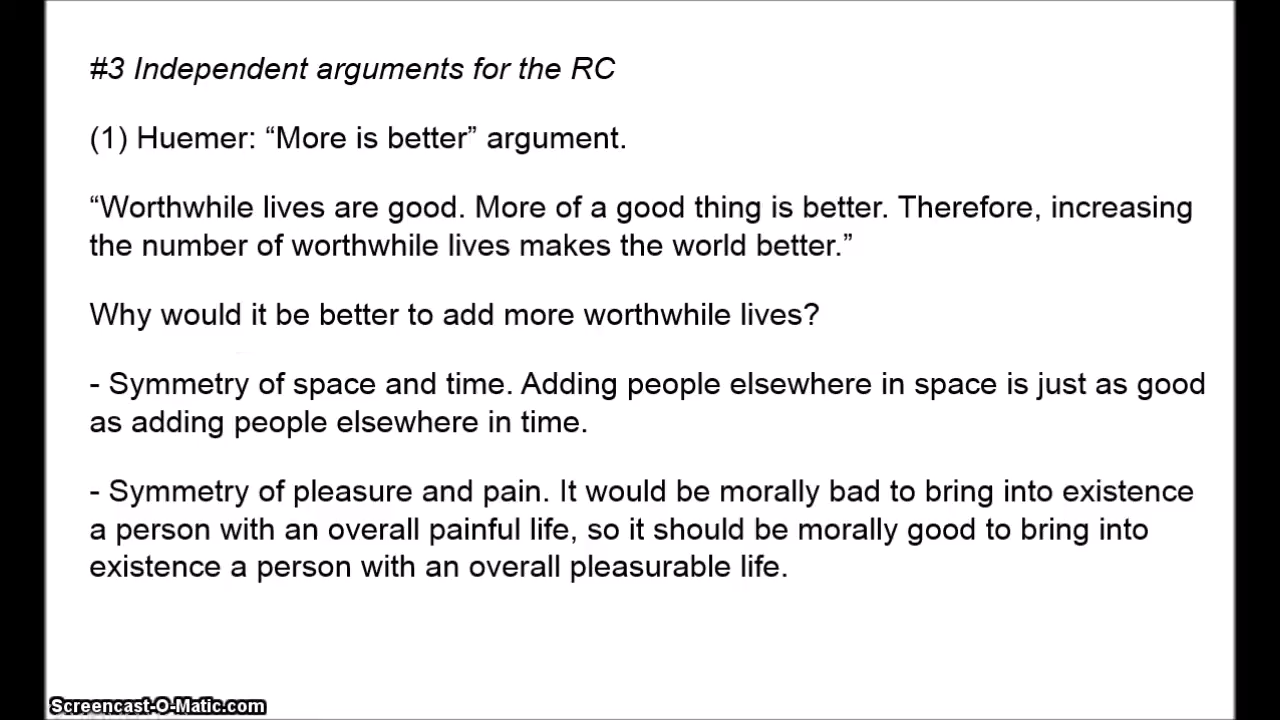 #3 Independent arguments for the RC
(1) Huemer: “More is better” argument.
“Worthwhile lives are good. More of a good thing is better. Therefore, increasing
the number of worthwhile lives makes the world better.”
Why would it be better to add more worthwhile lives?
- Symmetry of space and time. Adding people elsewhere in space is just as good
as adding people elsewhere in time.
- Symmetry of pleasure and pain. It would be morally bad to bring into existence
a person with an overall painful life, so it should be morally good to bring into
existence a person with an overall pleasurable life.
Screencast-O-Matic.com